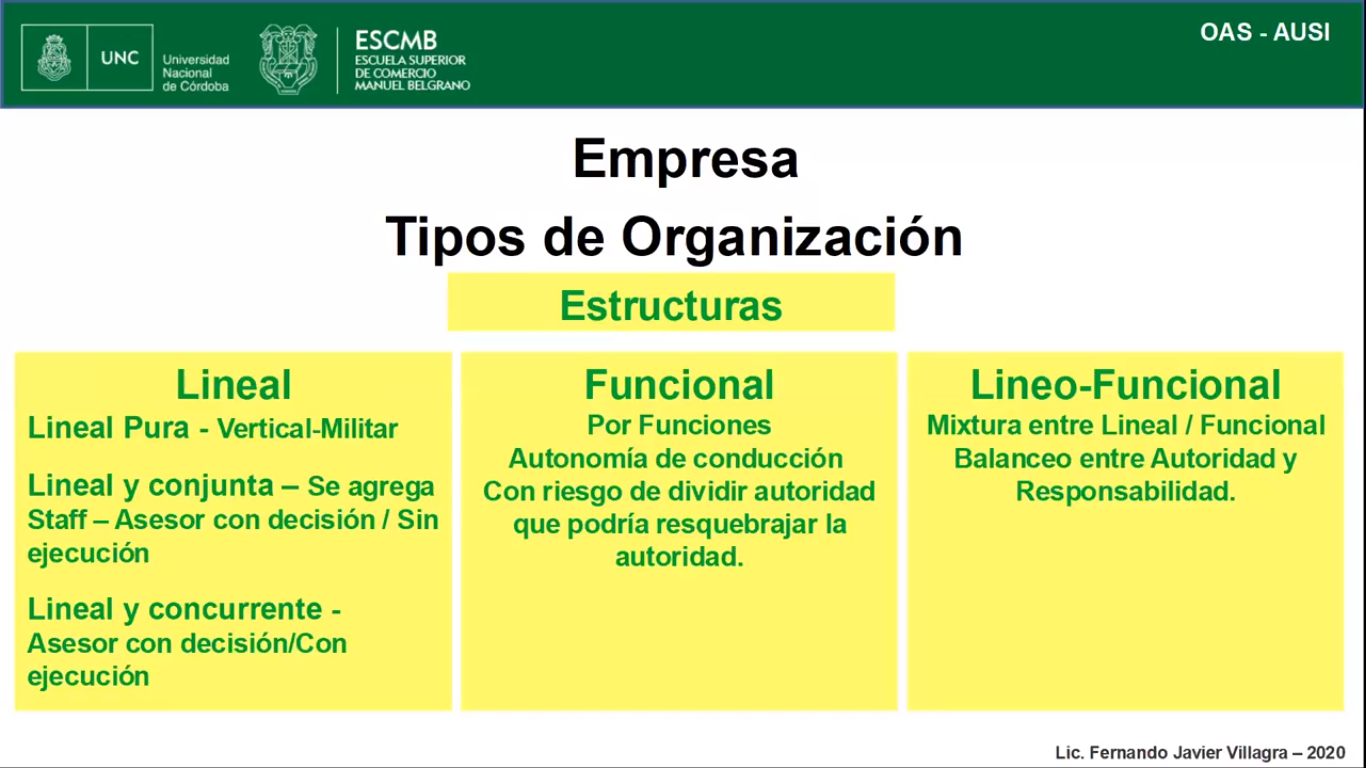 UNC
Universidad
Nacional
de Córdoba
ESCMB
ESCUELA SUPERIOR
DE COMERCIO
MANUEL BELGRANO
OAS - AUSI
Empresa
Tipos de Organización
Estructuras
Lineal
Lineal Pura - Vertical-Militar
Lineal y conjunta – Se agrega
Staff – Asesor con decisión / Sin
ejecución
Lineal y concurrente -
Asesor con decisión/Con
ejecución
Funcional
Por Funciones
Autonomía de conducción
Con riesgo de dividir autoridad
que podría resquebrajar la
autoridad.
Lineo-Funcional
Mixtura entre Lineal / Funcional
Balanceo entre Autoridad y
Responsabilidad.
Lic. Fernando Javier Villagra – 2020